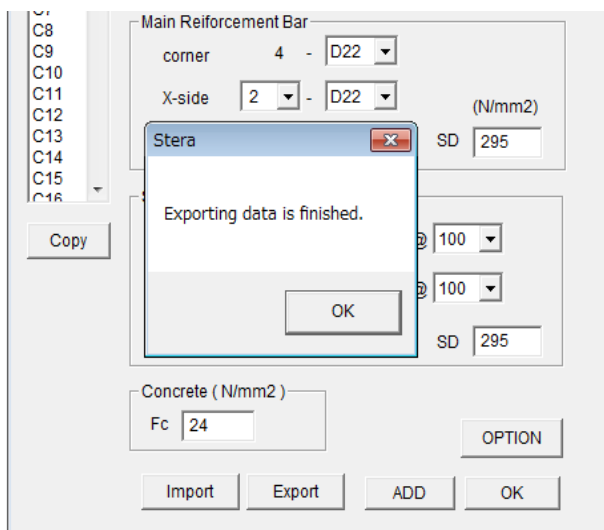 C8
C9
C10
C11
C12
C13
C14
C15
C16
Copy
Main Reiforcement Bar
corner 4 - D22
X-side 2 - D22
(N/mm2)
SD 295
Stera
Exporting data is finished.
OK
@ 100
@ 100
SD 295
Concrete ( N/mm2 )
Fc 24
OPTION
Import Export ADD OK